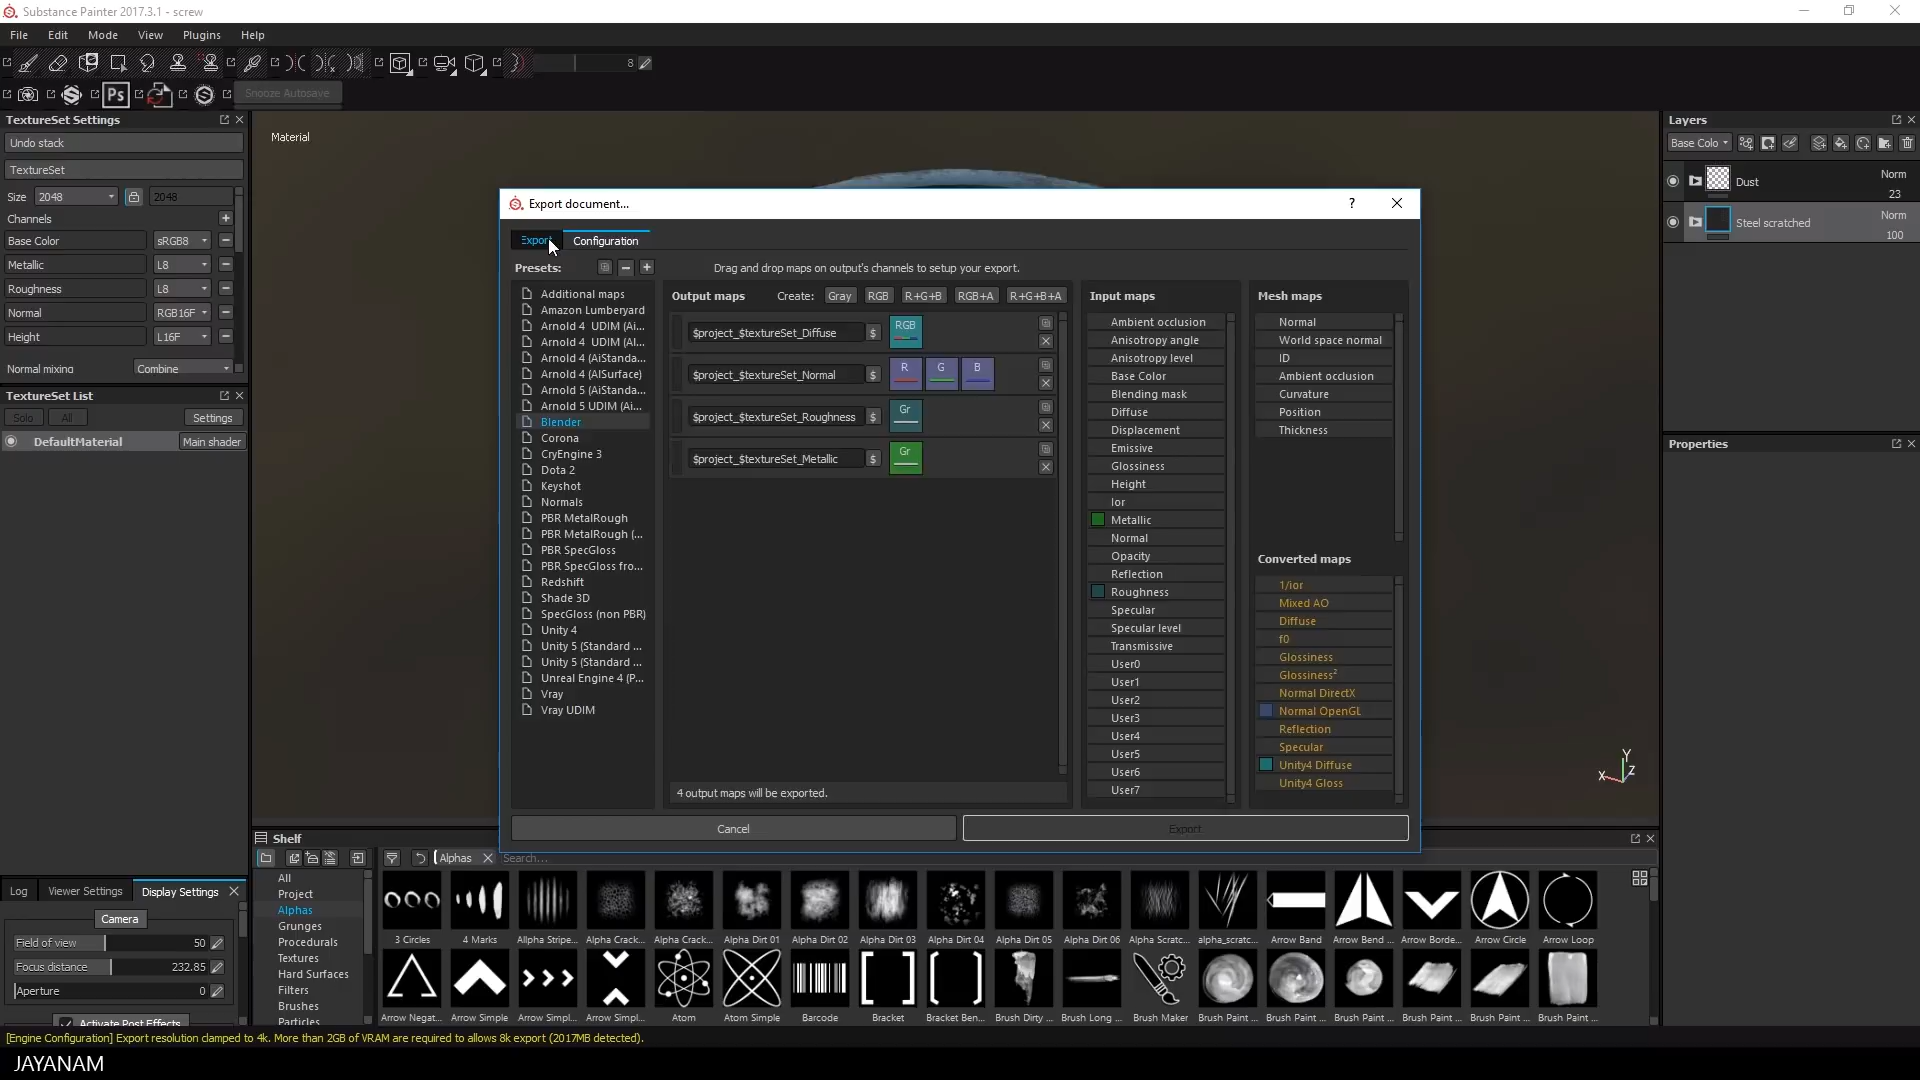 Substance Painter 2017.3.1 - screw
File Edit Mode View Plugins Help
8
Ps Snooze Autosave
TextureSet Settings
Undo stack
TextureSet
Size 2048 2048
Channels
Base Color sRGB8
Metallic L8
Roughness L8
Normal RGB16F
Height L16F
Normal mixing Combine
TextureSet List
Solo All Settings
DefaultMaterial Main shader
Log Viewer Settings Display Settings
Camera
Field of view 50
Focus distance 232.85
Aperture 0
Activate Post Effects
Material
Export document...
?
Export Configuration
Presets:
Drag and drop maps on output's channels to setup your export.
Additional maps
Amazon Lumberyard
Arnold 4 UDIM (Ai...
Arnold 4 UDIM (Al...
Arnold 4 (AiStanda...
Arnold 4 (AlSurface)
Arnold 5 (AiStanda...
Arnold 5 UDIM (Ai...
Blender
Corona
CryEngine 3
Dota 2
Keyshot
Normals
PBR MetalRough
PBR MetalRough (...
PBR SpecGloss
PBR SpecGloss fro...
Redshift
Shade 3D
SpecGloss (non PBR)
Unity 4
Unity 5 (Standard ...
Unity 5 (Standard ...
Unreal Engine 4 (P...
Vray
Vray UDIM
Output maps Create: Gray RGB R+G+B RGB+A R+G+B+A
$project_$textureSet_Diffuse $ RGB
$project_$textureSet_Normal $ R G B
$project_$textureSet_Roughness $ Gr
$project_$textureSet_Metallic $ Gr
4 output maps will be exported.
Input maps
Ambient occlusion
Anisotropy angle
Anisotropy level
Base Color
Blending mask
Diffuse
Displacement
Emissive
Glossiness
Height
Ior
Metallic
Normal
Opacity
Reflection
Roughness
Specular
Specular level
Transmissive
User0
User1
User2
User3
User4
User5
User6
User7
Mesh maps
Normal
World space normal
ID
Ambient occlusion
Curvature
Position
Thickness
Converted maps
1/ior
Mixed AO
Diffuse
f0
Glossiness
Glossiness²
Normal DirectX
Normal OpenGL
Reflection
Specular
Unity4 Diffuse
Unity4 Gloss
Cancel Export
Layers
Base Colo
Dust Norm
23
Steel scratched Norm
100
Properties
Y
X Z
Shelf
Alphas Search...
All
Project
Alphas
Grunges
Procedurals
Textures
Hard Surfaces
Filters
Brushes
Particles
3 Circles 4 Marks Allpha Stripe... Alpha Crack... Alpha Crack... Alpha Dirt 01 Alpha Dirt 02 Alpha Dirt 03 Alpha Dirt 04 Alpha Dirt 05 Alpha Dirt 06 Alpha Scratc... alpha_scratc... Arrow Band Arrow Bend ... Arrow Borde... Arrow Circle Arrow Loop
Arrow Negat... Arrow Simple Arrow Simpl... Arrow Simpl... Atom Atom Simple Barcode Bracket Bracket Ben... Brush Dirty ... Brush Long ... Brush Maker Brush Paint ... Brush Paint ... Brush Paint ... Brush Paint ... Brush Paint ... Brush Paint ...
[Engine Configuration] Export resolution clamped to 4k. More than 2GB of VRAM are required to allows 8k export (2017MB detected).
JAYANAM